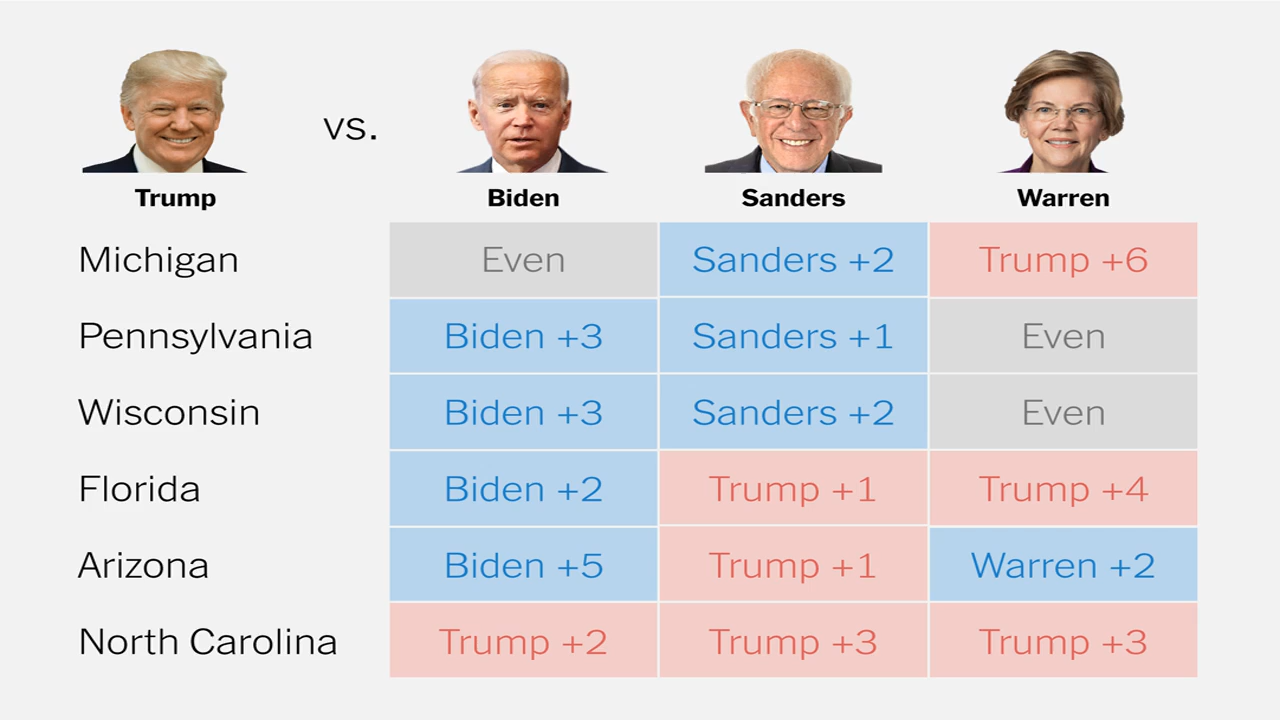 vs.
Trump Biden Sanders Warren
Michigan Even Sanders +2 Trump +6
Pennsylvania Biden +3 Sanders +1 Even
Wisconsin Biden +3 Sanders +2 Even
Florida Biden +2 Trump +1 Trump +4
Arizona Biden +5 Trump +1 Warren +2
North Carolina Trump +2 Trump +3 Trump +3